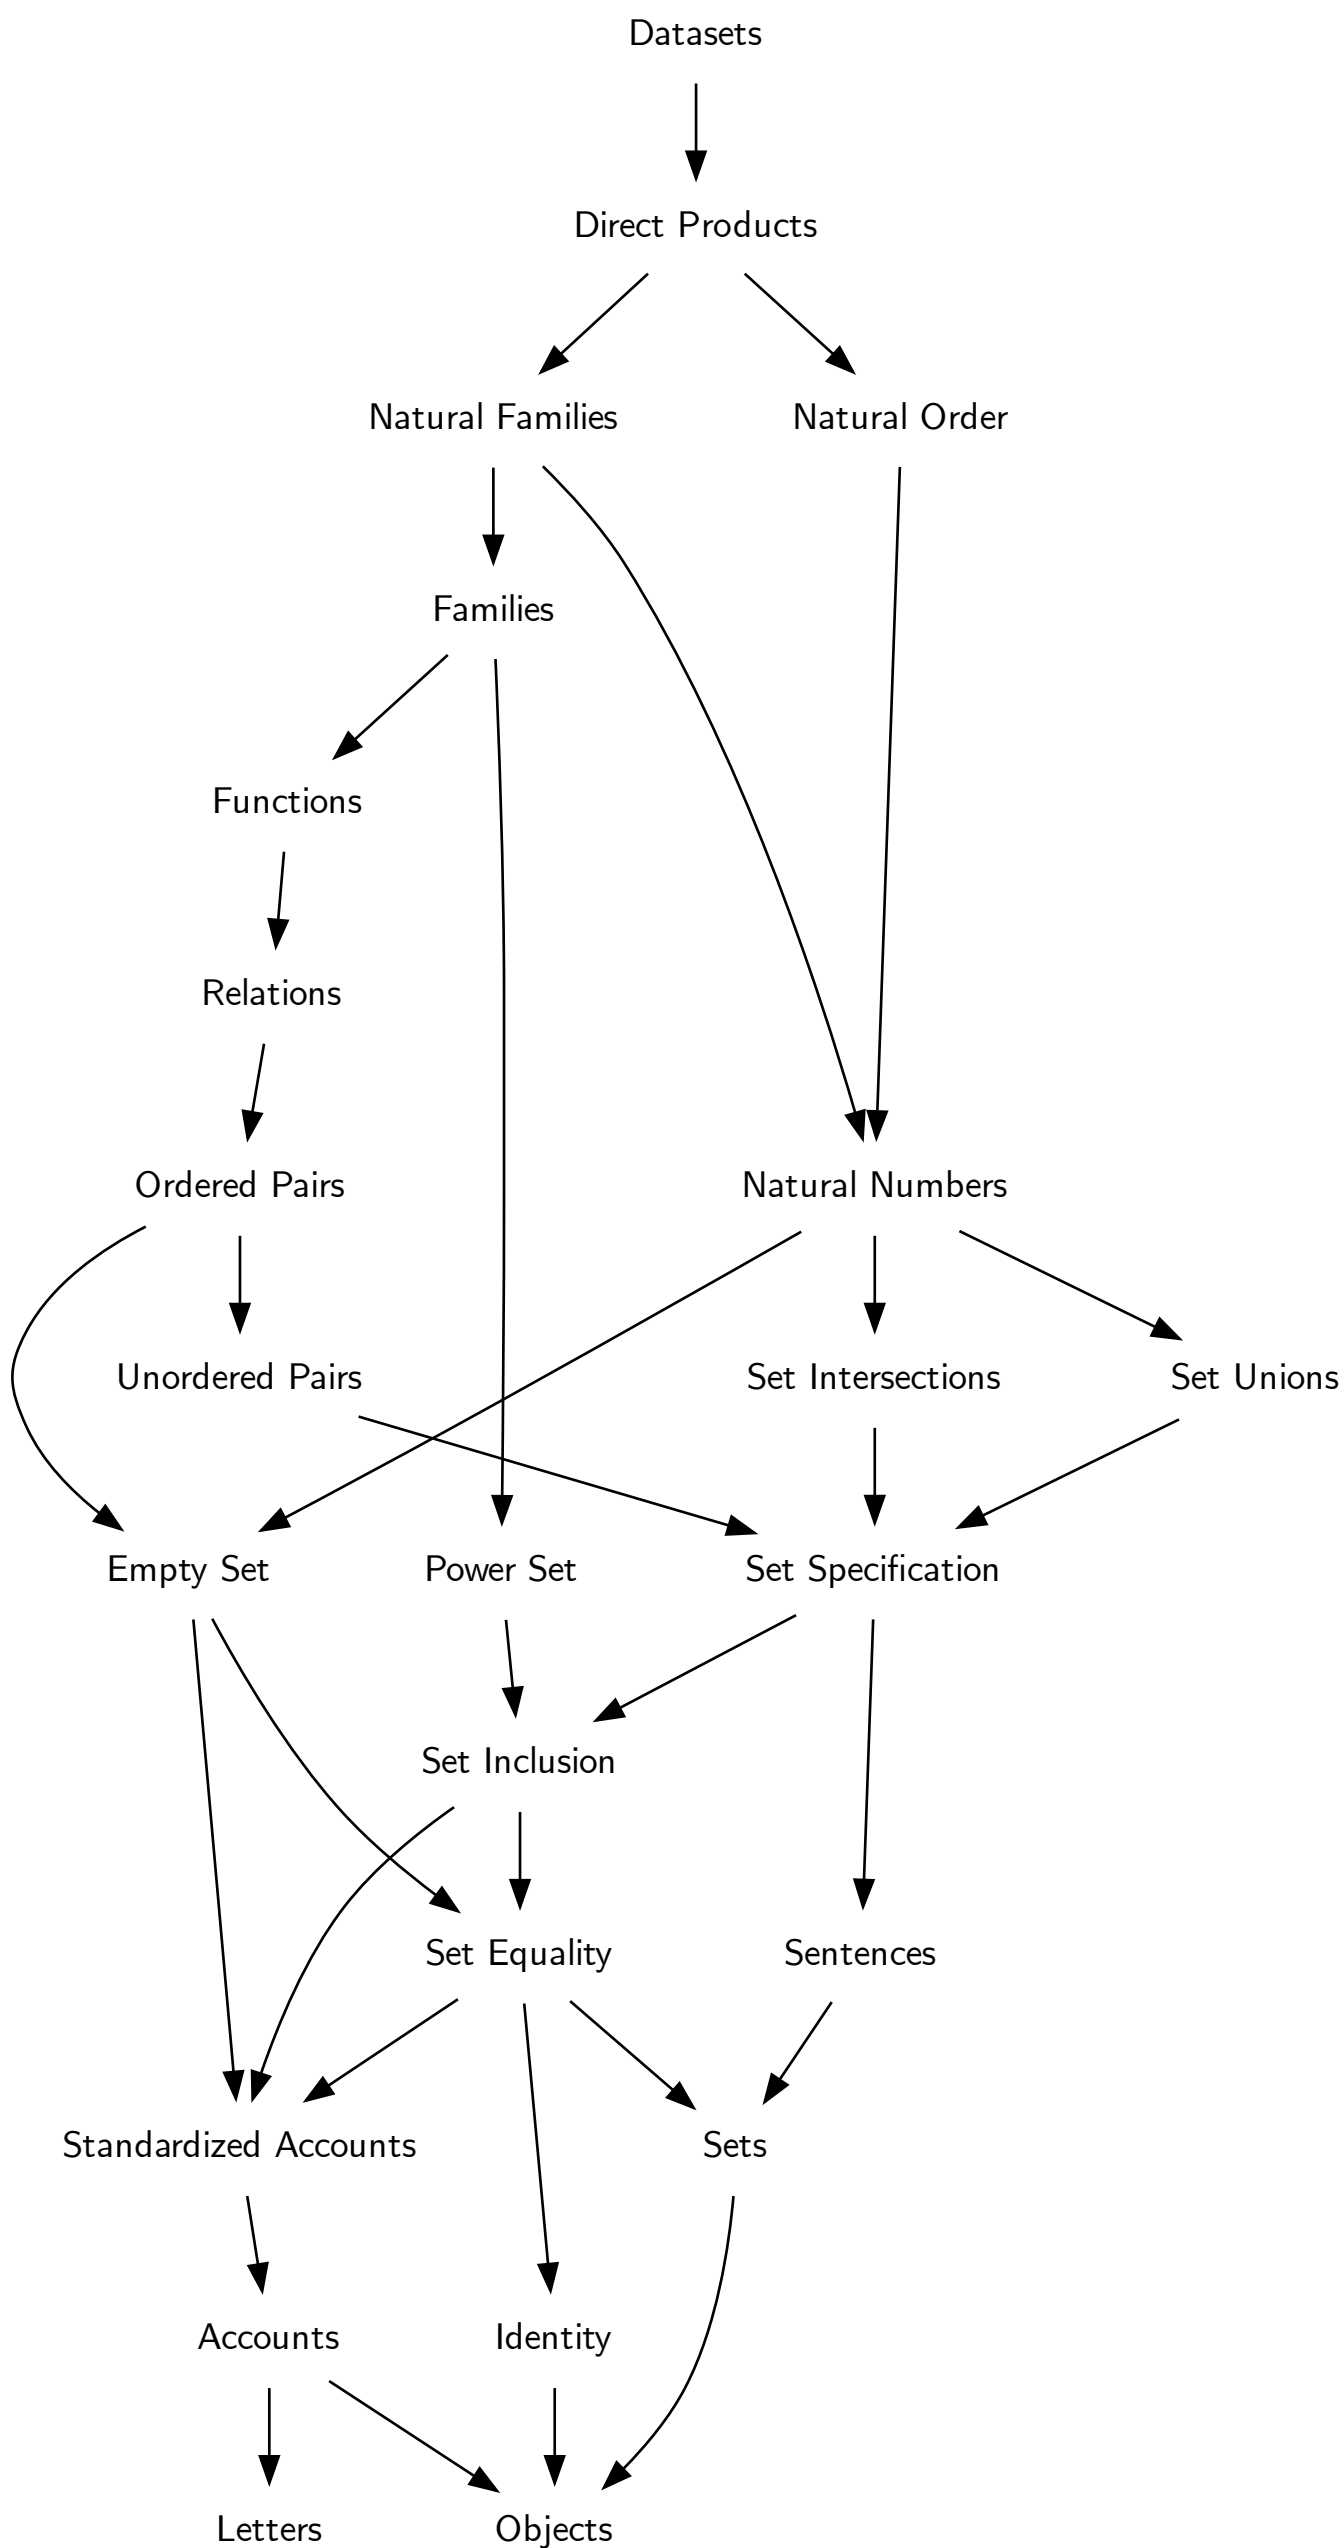 Datasets
Direct Products
Natural Families
Natural Order
Families
Functions
Relations
Ordered Pairs
Natural Numbers
Unordered Pairs
Set Intersections
Set Unions
Empty Set
Power Set
Set Specification
Set Inclusion
Set Equality
Sentences
Standardized Accounts
Sets
Accounts
Identity
Letters
Objects